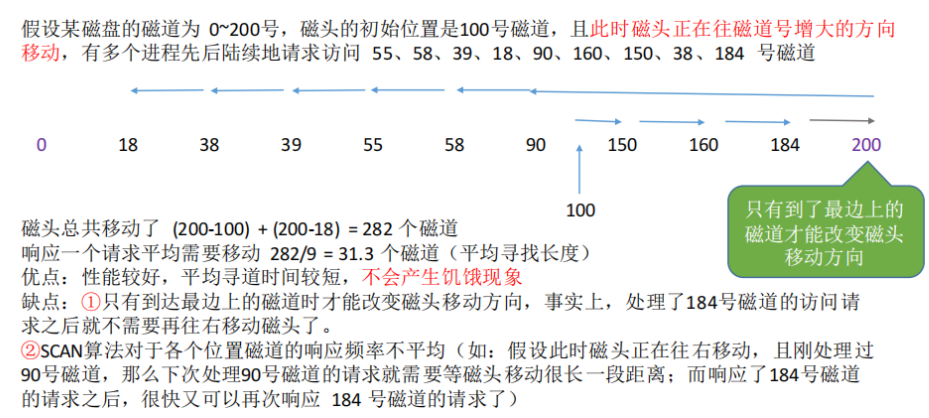 假设某磁盘的磁道为 0~200号，磁头的初始位置是100号磁道，且此时磁头正在往磁道号增大的方向
移动，有多个进程先后陆续地请求访问 55、58、39、18、90、160、150、38、184 号磁道
0 18 38 39 55 58 90 150 160 184 200
100
只有到了最边上的
磁道才能改变磁头
移动方向
磁头总共移动了 (200-100) + (200-18) = 282 个磁道
响应一个请求平均需要移动 282/9 = 31.3 个磁道（平均寻找长度）
优点：性能较好，平均寻道时间较短，不会产生饥饿现象
缺点：①只有到达最边上的磁道时才能改变磁头移动方向，事实上，处理了184号磁道的访问请
求之后就不需要再往右移动磁头了。
②SCAN算法对于各个位置磁道的响应频率不平均（如：假设此时磁头正在往右移动，且刚处理过
90号磁道，那么下次处理90号磁道的请求就需要等磁头移动很长一段距离；而响应了184号磁道
的请求之后，很快又可以再次响应 184 号磁道的请求了）